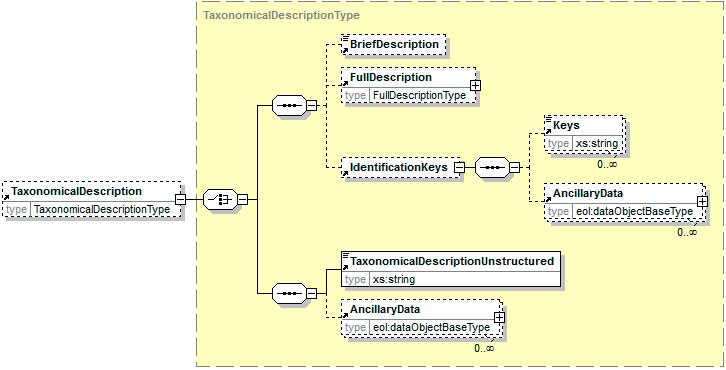 TaxonomicalDescriptionType
BriefDescription
FullDescription
type FullDescriptionType
Keys
type xs:string
0..∞
IdentificationKeys
AncillaryData
type eol:dataObjectBaseType
0..∞
TaxonomicalDescription
type TaxonomicalDescriptionType
TaxonomicalDescriptionUnstructured
type xs:string
AncillaryData
type eol:dataObjectBaseType
0..∞